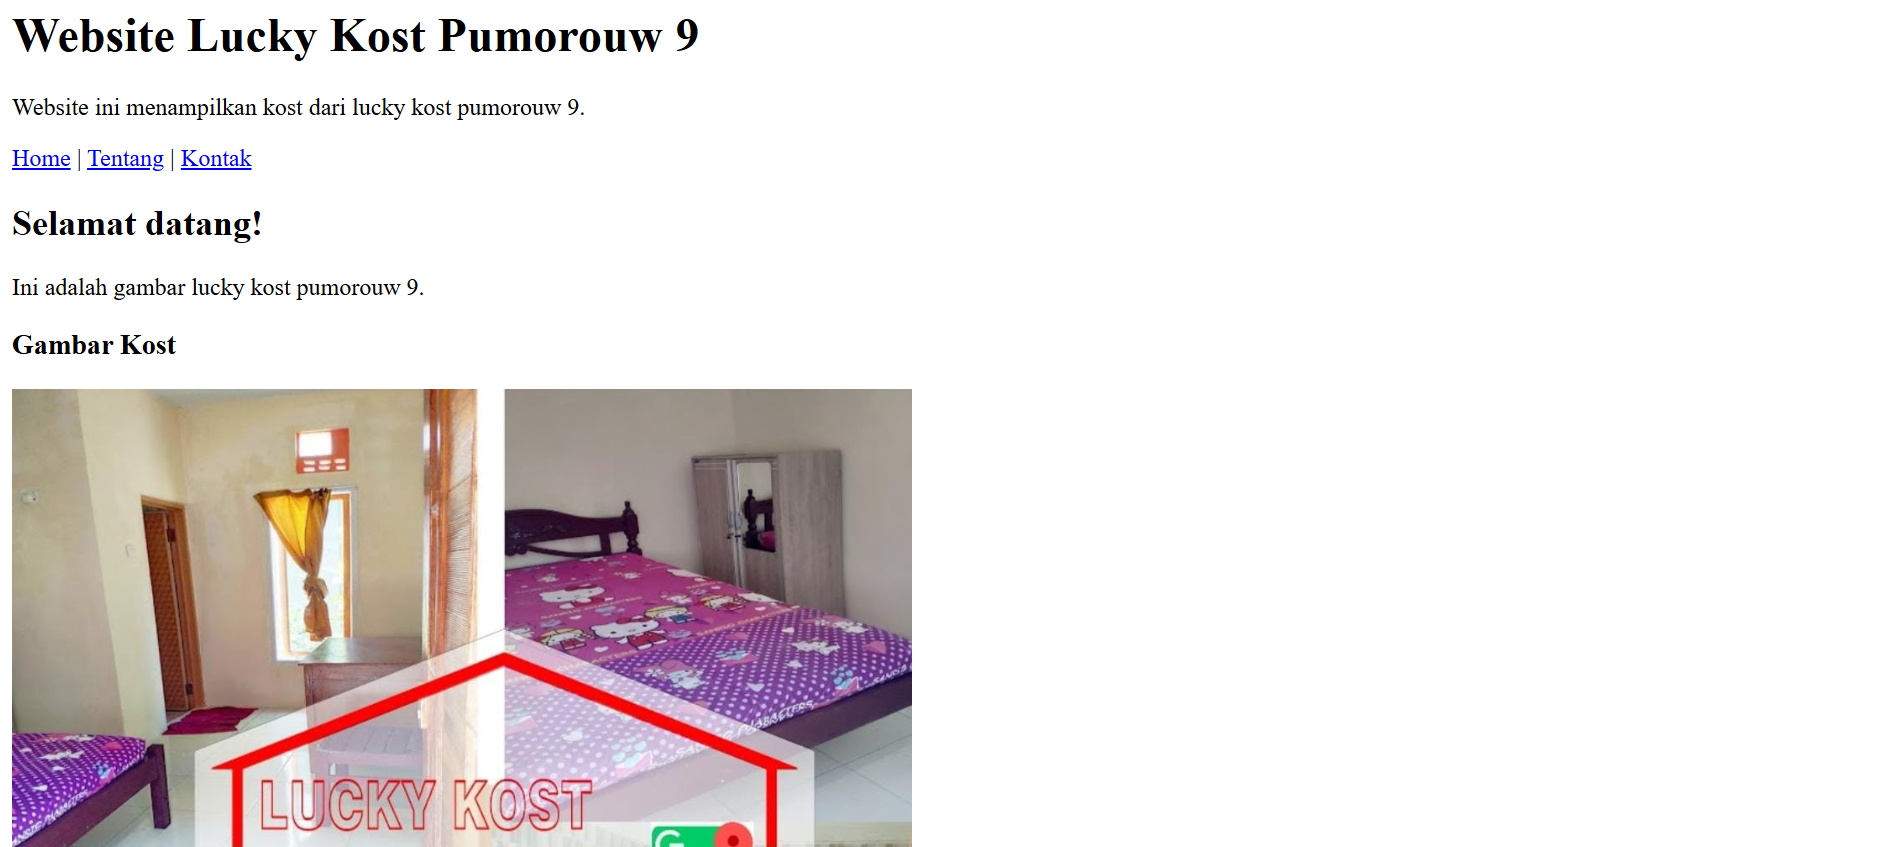 Website Lucky Kost Pumorouw 9
Website ini menampilkan kost dari lucky kost pumorouw 9.
Home | Tentang | Kontak
Selamat datang!
Ini adalah gambar lucky kost pumorouw 9.
Gambar Kost
LUCKY KOST